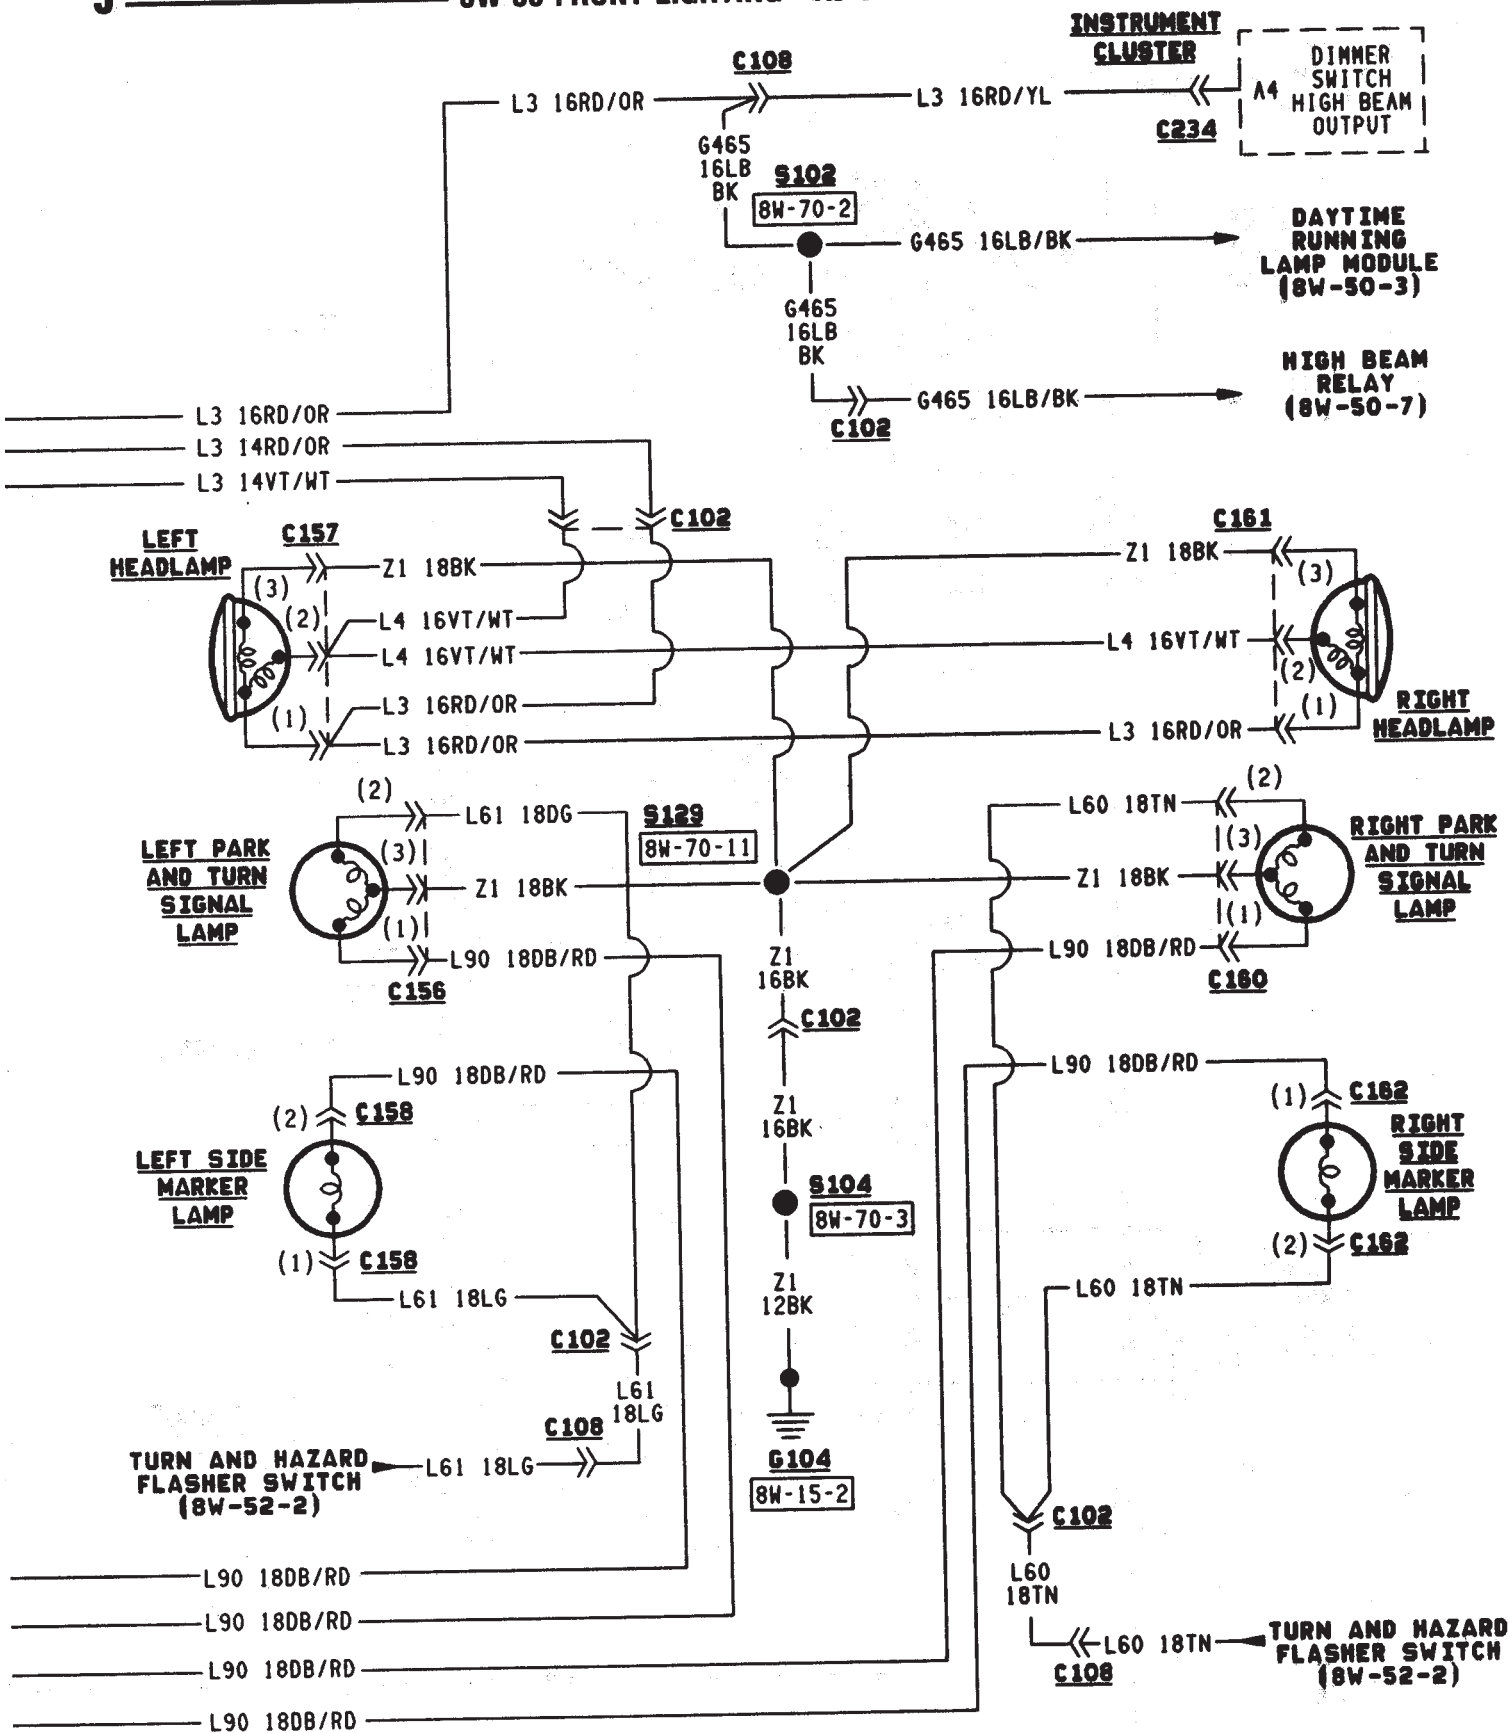 J
INSTRUMENT
CLUSTER
DIMMER
SWITCH
HIGH BEAM
OUTPUT
A4
C108
L3 16RD/OR
L3 16RD/YL
C234
G465
16LB
BK
S102
8W-70-2
G465 16LB/BK
DAYTIME
RUNNING
LAMP MODULE
(8W-50-3)
G465
16LB
BK
HIGH BEAM
RELAY
(8W-50-7)
G465 16LB/BK
C102
L3 16RD/OR
L3 14RD/OR
L3 14VT/WT
C102
C161
LEFT
HEADLAMP
C157
Z1 18BK
Z1 18BK
(3)
(3)
(2)
L4 16VT/WT
L4 16VT/WT
L4 16VT/WT
(2)
(1)
L3 16RD/OR
(1)
RIGHT
HEADLAMP
L3 16RD/OR
L3 16RD/OR
(2)
L61 18DG
S129
8W-70-11
L60 18TN
(2)
LEFT PARK
AND TURN
SIGNAL
LAMP
(3)
Z1 18BK
Z1 18BK
(3)
RIGHT PARK
AND TURN
SIGNAL
LAMP
(1)
L90 18DB/RD
C156
Z1
16BK
(1)
L90 18DB/RD
C160
C102
L90 18DB/RD
(2)
C158
LEFT SIDE
MARKER
LAMP
(1)
C158
L61 18LG
Z1
16BK
S104
8W-70-3
Z1
12BK
L90 18DB/RD
(1)
C162
RIGHT
SIDE
MARKER
LAMP
(2)
C162
L60 18TN
C102
L61
18LG
C108
TURN AND HAZARD
FLASHER SWITCH
(8W-52-2)
L61 18LG
G104
8W-15-2
C102
L60
18TN
L90 18DB/RD
L90 18DB/RD
L90 18DB/RD
L90 18DB/RD
L60 18TN
C108
TURN AND HAZARD
FLASHER SWITCH
(8W-52-2)